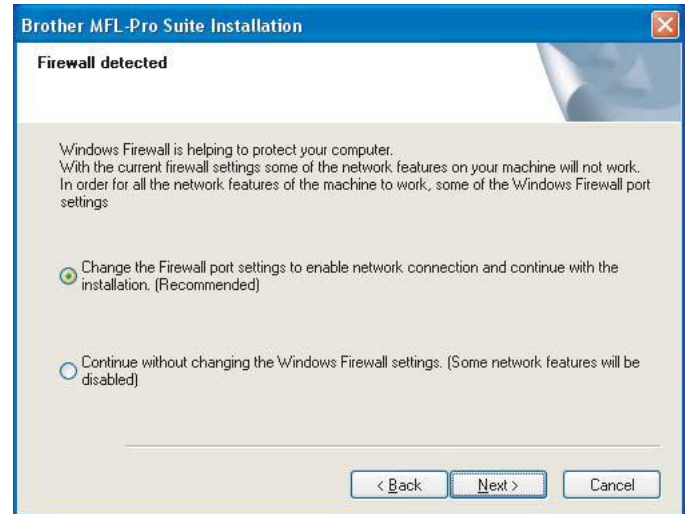 Brother MFL-Pro Suite Installation
Firewall detected
Windows Firewall is helping to protect your computer.
With the current firewall settings some of the network features on your machine will not work.
In order for all the network features of the machine to work, some of the Windows Firewall port
settings
Change the Firewall port settings to enable network connection and continue with the
installation. (Recommended)
Continue without changing the Windows Firewall settings. (Some network features will be
disabled)
< Back
Next >
Cancel